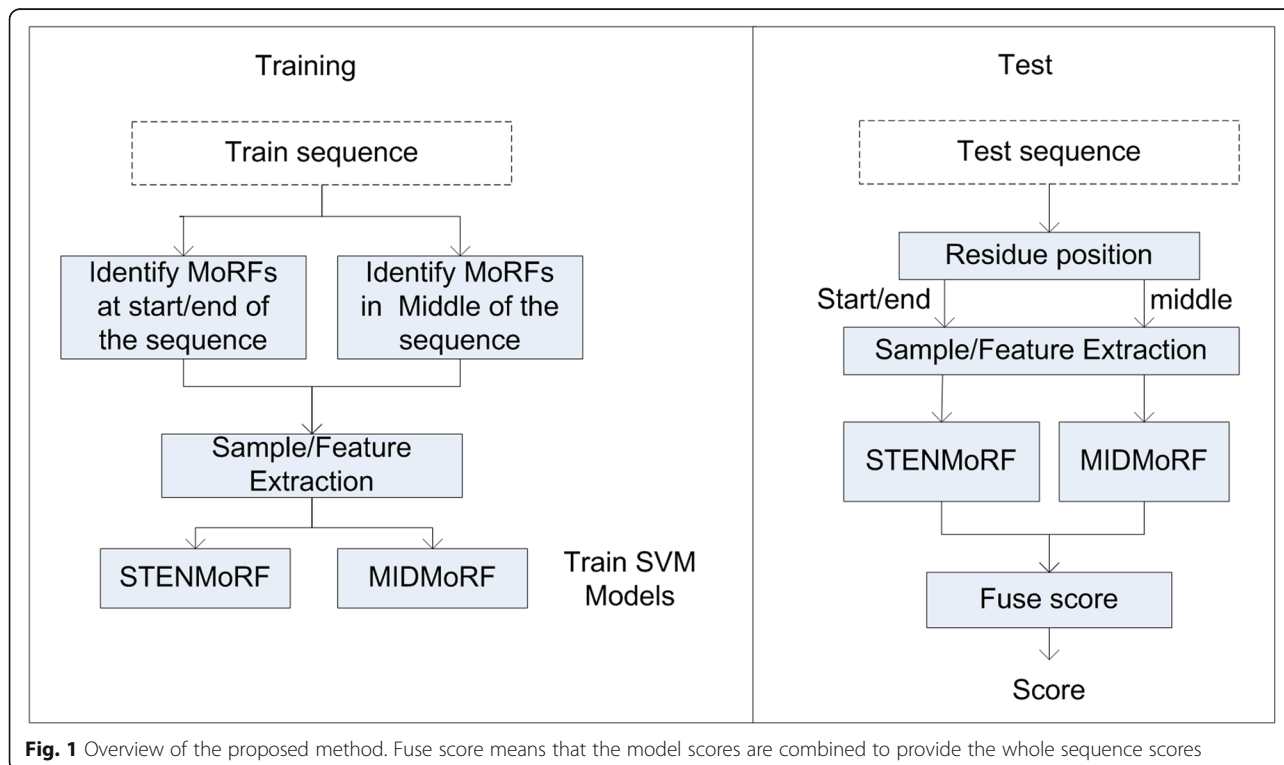 Training
Train sequence
Identify MoRFs
at start/end of
the sequence
Identify MoRFs
in Middle of the
sequence
Sample/Feature
Extraction
STENMoRF
MIDMoRF
Train SVM
Models
Test
Test sequence
Residue position
Start/end
middle
Sample/Feature Extraction
STENMoRF
MIDMoRF
Fuse score
Score
Fig. 1 Overview of the proposed method. Fuse score means that the model scores are combined to provide the whole sequence scores